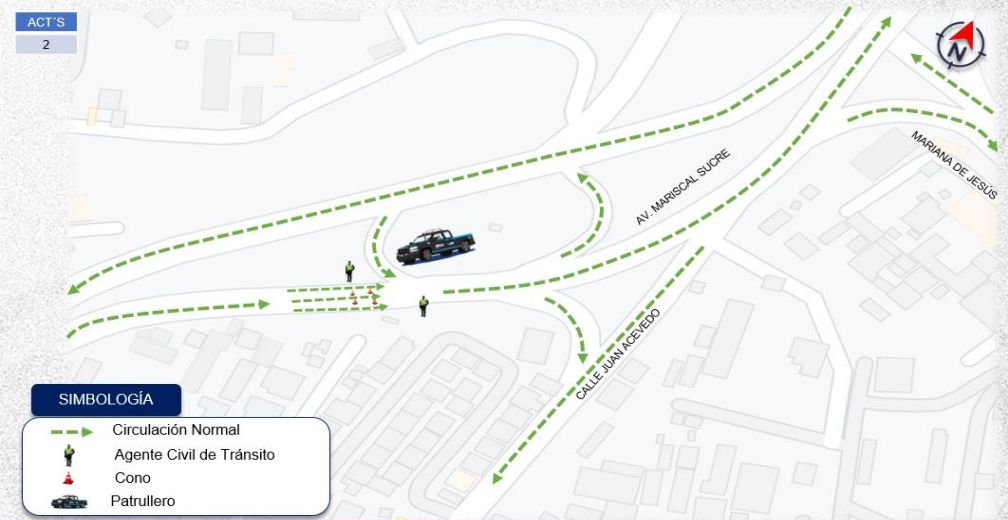 ACT´S
2
N
AV. MARISCAL SUCRE
MARIANA DE JESÚS
CALLE JUAN ACEVEDO
SIMBOLOGÍA
Circulación Normal
Agente Civil de Tránsito
Cono
Patrullero